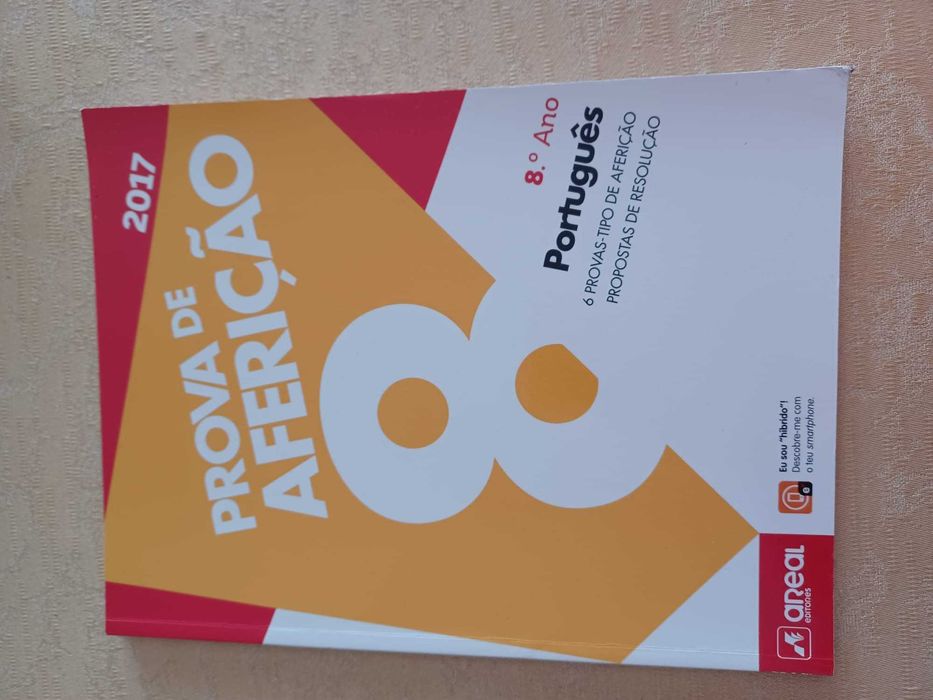 2017
PROVA DE
AFERIÇÃO
8
8.º Ano
Português
6 PROVAS-TIPO DE AFERIÇÃO
PROPOSTAS DE RESOLUÇÃO
Eu sou "híbrido"!
Descobre-me com
o teu smartphone.
e
areal
EDITORES